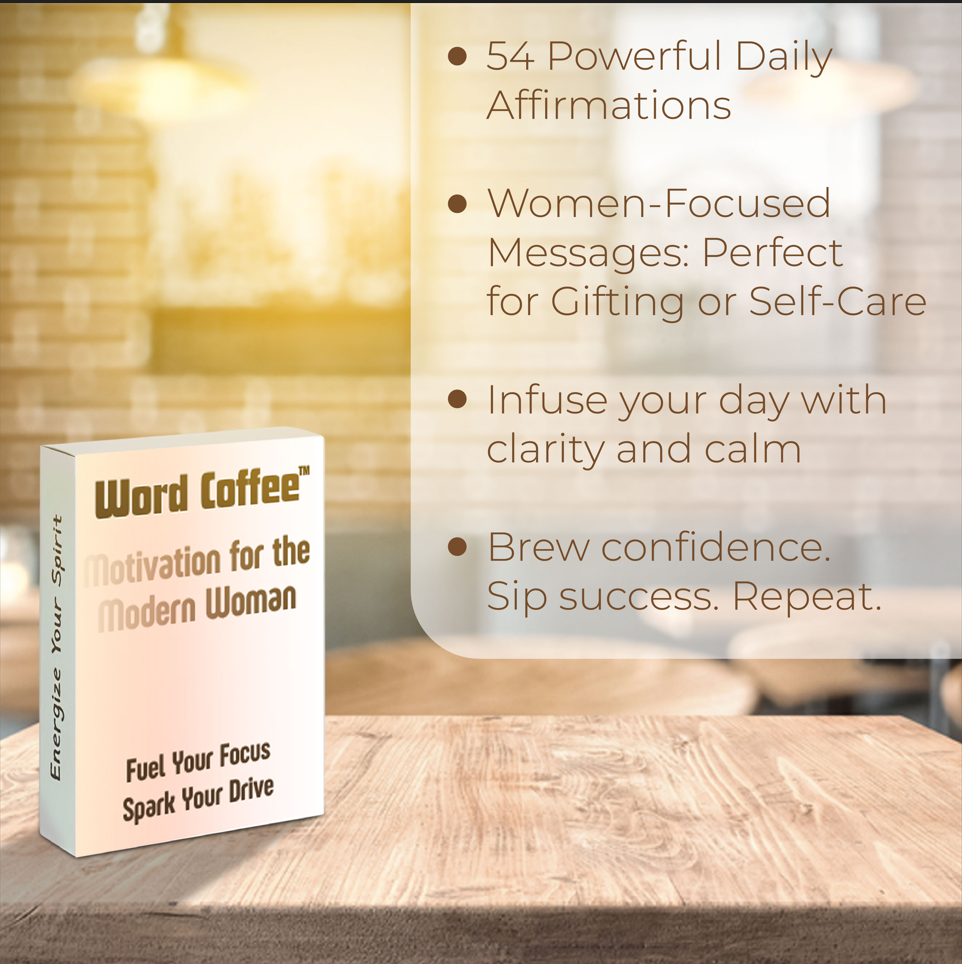 54 Powerful Daily
Affirmations
Women-Focused
Messages: Perfect
for Gifting or Self-Care
Infuse your day with
clarity and calm
Brew confidence.
Sip success. Repeat.
Word Coffee™
Motivation for the
Modern Woman
Fuel Your Focus
Spark Your Drive
Energize Your Spirit